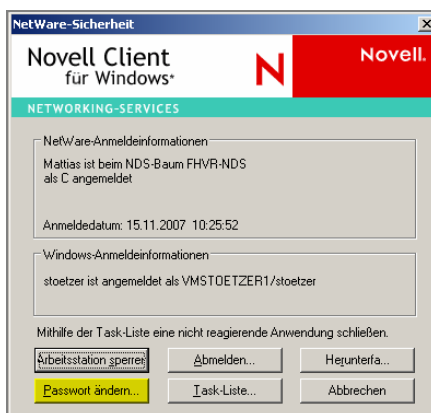 NetWare-Sicherheit
Novell Client
für Windows*
N
Novell.
NETWORKING-SERVICES
NetWare-Anmeldeinformationen
Mattias ist beim NDS-Baum FHVR-NDS
als C angemeldet
Anmeldedatum: 15.11.2007 10:25:52
Windows-Anmeldeinformationen
stoetzer ist angemeldet als VMSTOETZER1/stoetzer
Mithilfe der Task-Liste eine nicht reagierende Anwendung schließen.
Arbeitsstation sperren
Abmelden...
Herunterfa...
Passwort ändern...
Task-Liste...
Abbrechen